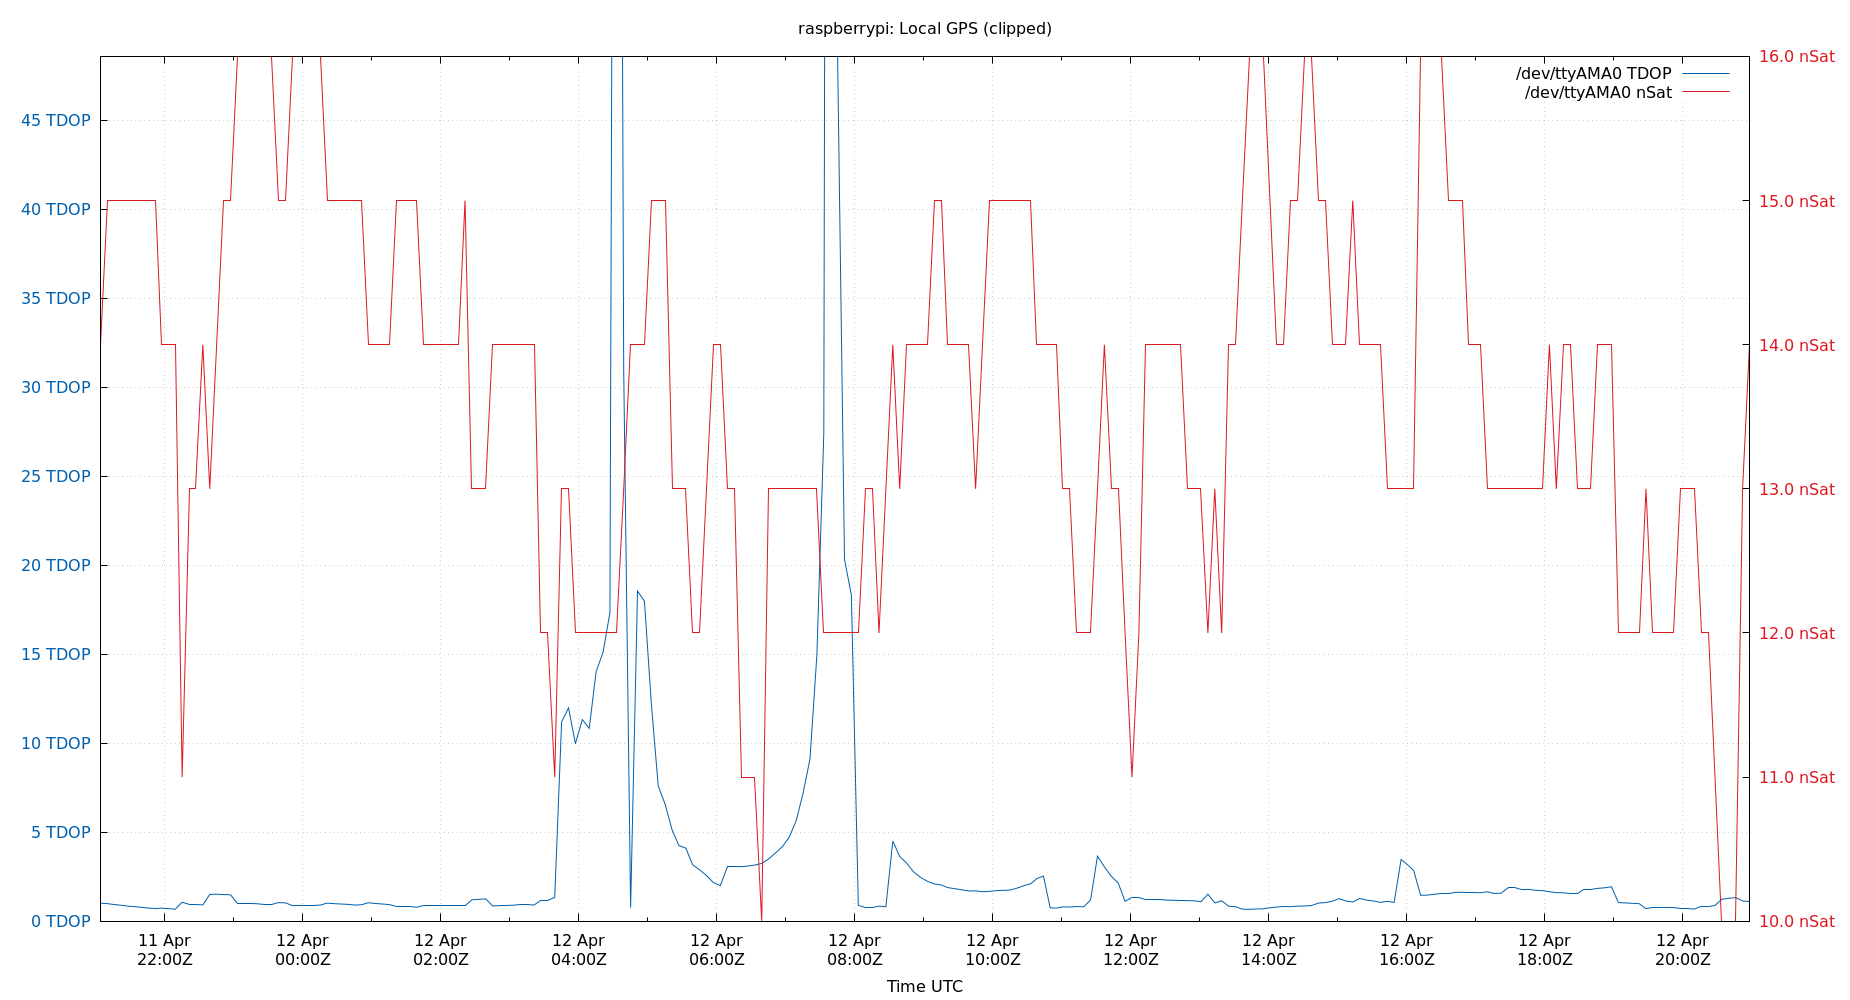 raspberrypi: Local GPS (clipped)
/dev/ttyAMA0 TDOP
/dev/ttyAMA0 nSat
45 TDOP
40 TDOP
35 TDOP
30 TDOP
25 TDOP
20 TDOP
15 TDOP
10 TDOP
5 TDOP
0 TDOP
16.0 nSat
15.0 nSat
14.0 nSat
13.0 nSat
12.0 nSat
11.0 nSat
10.0 nSat
11 Apr 12 Apr 12 Apr 12 Apr 12 Apr 12 Apr 12 Apr 12 Apr 12 Apr 12 Apr 12 Apr 12 Apr
22:00Z 00:00Z 02:00Z 04:00Z 06:00Z 08:00Z 10:00Z 12:00Z 14:00Z 16:00Z 18:00Z 20:00Z
Time UTC